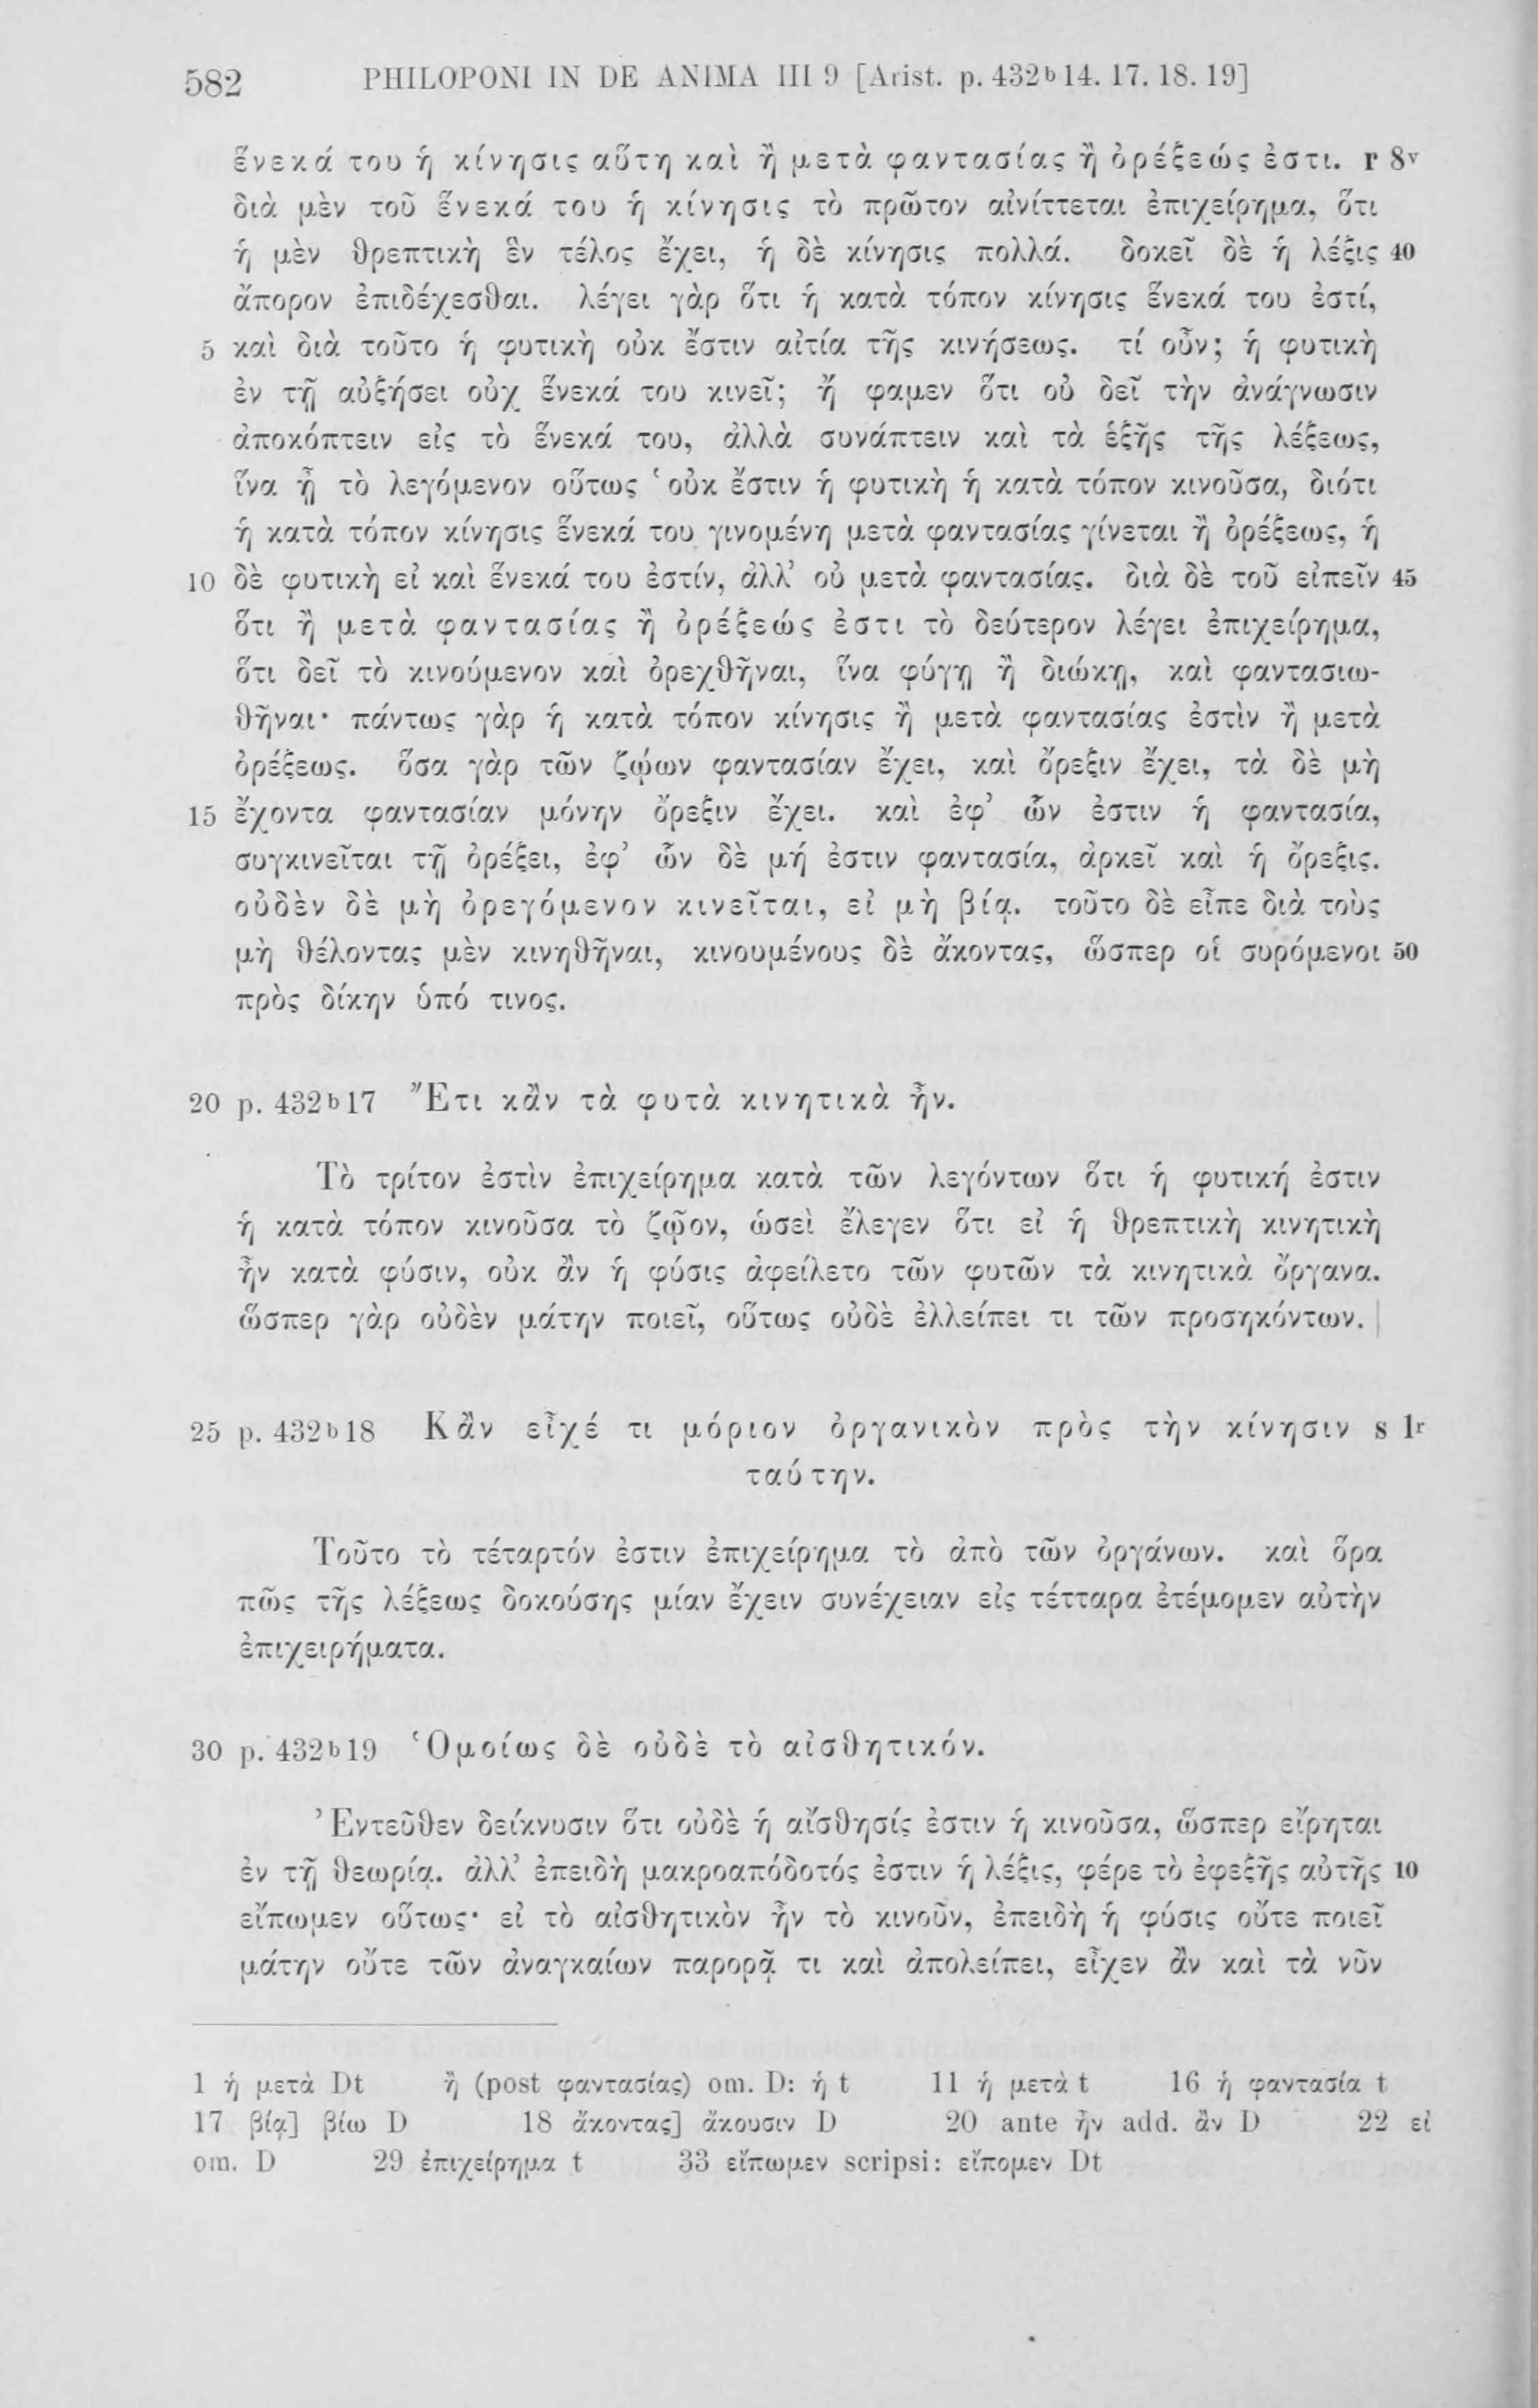 582 PHILOPONI IN DE ANIMA III 9 [Arist. p. 432ᵇ14. 17. 18. 19]
ἕνεκά του ἡ κίνησις αὕτη καὶ ἢ μετὰ φαντασίας ἢ ὀρέξεώς ἐστι. r 8ᵛ
διὰ μὲν τοῦ ἕνεκά του ἡ κίνησις τὸ πρῶτον αἰνίττεται ἐπιχείρημα, ὅτι
ἡ μὲν θρεπτικὴ ἓν τέλος ἔχει, ἡ δὲ κίνησις πολλά. δοκεῖ δὲ ἡ λέξις 40
ἄπορον ἐπιδέχεσθαι. λέγει γὰρ ὅτι ἡ κατὰ τόπον κίνησις ἕνεκά του ἐστί,
5 καὶ διὰ τοῦτο ἡ φυτικὴ οὐκ ἔστιν αἰτία τῆς κινήσεως. τί οὖν; ἡ φυτικὴ
ἐν τῇ αὐξήσει οὐχ ἕνεκά του κινεῖ; ἤ φαμεν ὅτι οὐ δεῖ τὴν ἀνάγνωσιν
ἀποκόπτειν εἰς τὸ ἕνεκά του, ἀλλὰ συνάπτειν καὶ τὰ ἑξῆς τῆς λέξεως,
ἵνα ᾖ τὸ λεγόμενον οὕτως ‘οὐκ ἔστιν ἡ φυτικὴ ἡ κατὰ τόπον κινοῦσα, διότι
ἡ κατὰ τόπον κίνησις ἕνεκά του γινομένη μετὰ φαντασίας γίνεται ἢ ὀρέξεως, ἡ
10 δὲ φυτικὴ εἰ καὶ ἕνεκά του ἐστίν, ἀλλ’ οὐ μετὰ φαντασίας. διὰ δὲ τοῦ εἰπεῖν 45
ὅτι ἢ μετὰ φαντασίας ἢ ὀρέξεώς ἐστι τὸ δεύτερον λέγει ἐπιχείρημα,
ὅτι δεῖ τὸ κινούμενον καὶ ὀρεχθῆναι, ἵνα φύγῃ ἢ διώκῃ, καὶ φαντασιω-
θῆναι· πάντως γὰρ ἡ κατὰ τόπον κίνησις ἢ μετὰ φαντασίας ἐστὶν ἢ μετὰ
ὀρέξεως. ὅσα γὰρ τῶν ζῴων φαντασίαν ἔχει, καὶ ὄρεξιν ἔχει, τὰ δὲ μὴ
15 ἔχοντα φαντασίαν μόνην ὄρεξιν ἔχει. καὶ ἐφ’ ὧν ἐστιν ἡ φαντασία,
συγκινεῖται τῇ ὀρέξει, ἐφ’ ὧν δὲ μή ἐστιν φαντασία, ἀρκεῖ καὶ ἡ ὄρεξις.
οὐδὲν δὲ μὴ ὀρεγόμενον κινεῖται, εἰ μὴ βίᾳ. τοῦτο δὲ εἶπε διὰ τοὺς
μὴ θέλοντας μὲν κινηθῆναι, κινουμένους δὲ ἄκοντας, ὥσπερ οἱ συρόμενοι 50
πρὸς δίκην ὑπό τινος.
20 p. 432ᵇ17 Ἔτι κἂν τὰ φυτὰ κινητικὰ ἦν.
Τὸ τρίτον ἐστὶν ἐπιχείρημα κατὰ τῶν λεγόντων ὅτι ἡ φυτική ἐστιν
ἡ κατὰ τόπον κινοῦσα τὸ ζῷον, ὡσεὶ ἔλεγεν ὅτι εἰ ἡ θρεπτικὴ κινητικὴ
ἦν κατὰ φύσιν, οὐκ ἂν ἡ φύσις ἀφείλετο τῶν φυτῶν τὰ κινητικὰ ὄργανα.
ὥσπερ γὰρ οὐδὲν μάτην ποιεῖ, οὕτως οὐδὲ ἐλλείπει τι τῶν προσηκόντων. |
25 p. 432ᵇ18 Κἂν εἶχέ τι μόριον ὀργανικὸν πρὸς τὴν κίνησιν s 1ʳ
ταύτην.
Τοῦτο τὸ τέταρτόν ἐστιν ἐπιχείρημα τὸ ἀπὸ τῶν ὀργάνων. καὶ ὅρα
πῶς τῆς λέξεως δοκούσης μίαν ἔχειν συνέχειαν εἰς τέτταρα ἐτέμομεν αὐτὴν
ἐπιχειρήματα.
30 p. 432ᵇ19 Ὁμοίως δὲ οὐδὲ τὸ αἰσθητικόν.
Ἐντεῦθεν δείκνυσιν ὅτι οὐδὲ ἡ αἴσθησίς ἐστιν ἡ κινοῦσα, ὥσπερ εἴρηται
ἐν τῇ θεωρίᾳ. ἀλλ’ ἐπειδὴ μακροαπόδοτός ἐστιν ἡ λέξις, φέρε τὸ ἐφεξῆς αὐτῆς 10
εἴπωμεν οὕτως· εἰ τὸ αἰσθητικὸν ἦν τὸ κινοῦν, ἐπειδὴ ἡ φύσις οὔτε ποιεῖ
μάτην οὔτε τῶν ἀναγκαίων παρορᾷ τι καὶ ἀπολείπει, εἶχεν ἂν καὶ τὰ νῦν
1 ἡ μετὰ Dt ἢ (post φαντασίας) om. D: ἡ t 11 ἡ μετὰ t 16 ἡ φαντασία t
17 βίᾳ] βίω D 18 ἄκοντας] ἄκουσιν D 20 ante ἦν add. ἂν D 22 εἰ
om. D 29 ἐπιχείρημα t 33 εἴπωμεν scripsi: εἴπομεν Dt